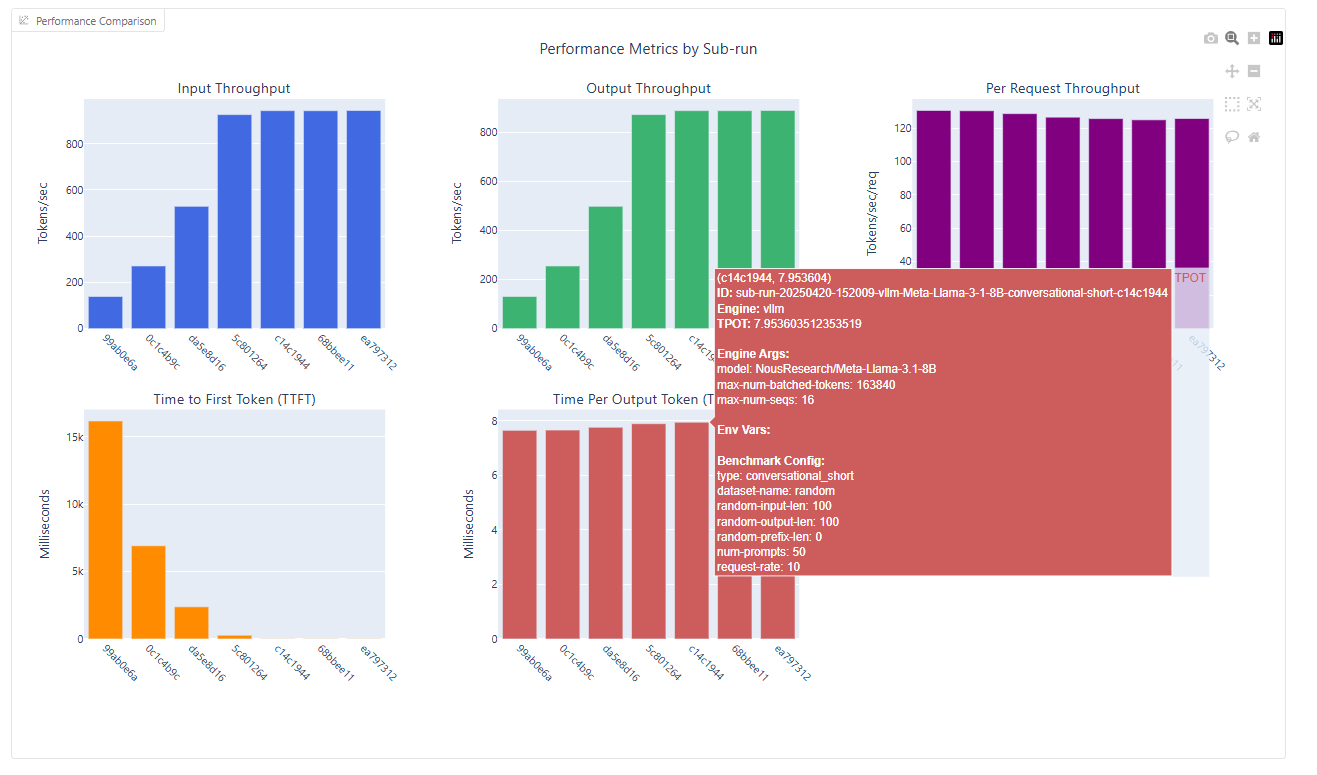 Performance Comparison
Performance Metrics by Sub-run
Input Throughput
Tokens/sec
800
600
400
200
0
99ab0e6a
0c1c4b9c
da5e8d16
5c801264
c14c1944
68bbee11
ea797312
Output Throughput
Tokens/sec
800
600
400
200
0
99ab0e6a
0c1c4b9c
da5e8d16
5c801264
c14c19
Per Request Throughput
Tokens/sec/req
120
100
80
60
40
11
ea797312
Time to First Token (TTFT)
Milliseconds
15k
10k
5k
0
99ab0e6a
0c1c4b9c
da5e8d16
5c801264
c14c1944
68bbee11
ea797312
Time Per Output Token (T
Milliseconds
8
6
4
2
0
99ab0e6a
0c1c4b9c
da5e8d16
5c801264
c14c1944
68bbee11
ea797312
(c14c1944, 7.953604)
ID: sub-run-20250420-152009-vllm-Meta-Llama-3-1-8B-conversational-short-c14c1944
Engine: vllm
TPOT: 7.953603512353519
Engine Args:
model: NousResearch/Meta-Llama-3.1-8B
max-num-batched-tokens: 163840
max-num-seqs: 16
Env Vars:
Benchmark Config:
type: conversational_short
dataset-name: random
random-input-len: 100
random-output-len: 100
random-prefix-len: 0
num-prompts: 50
request-rate: 10
TPOT